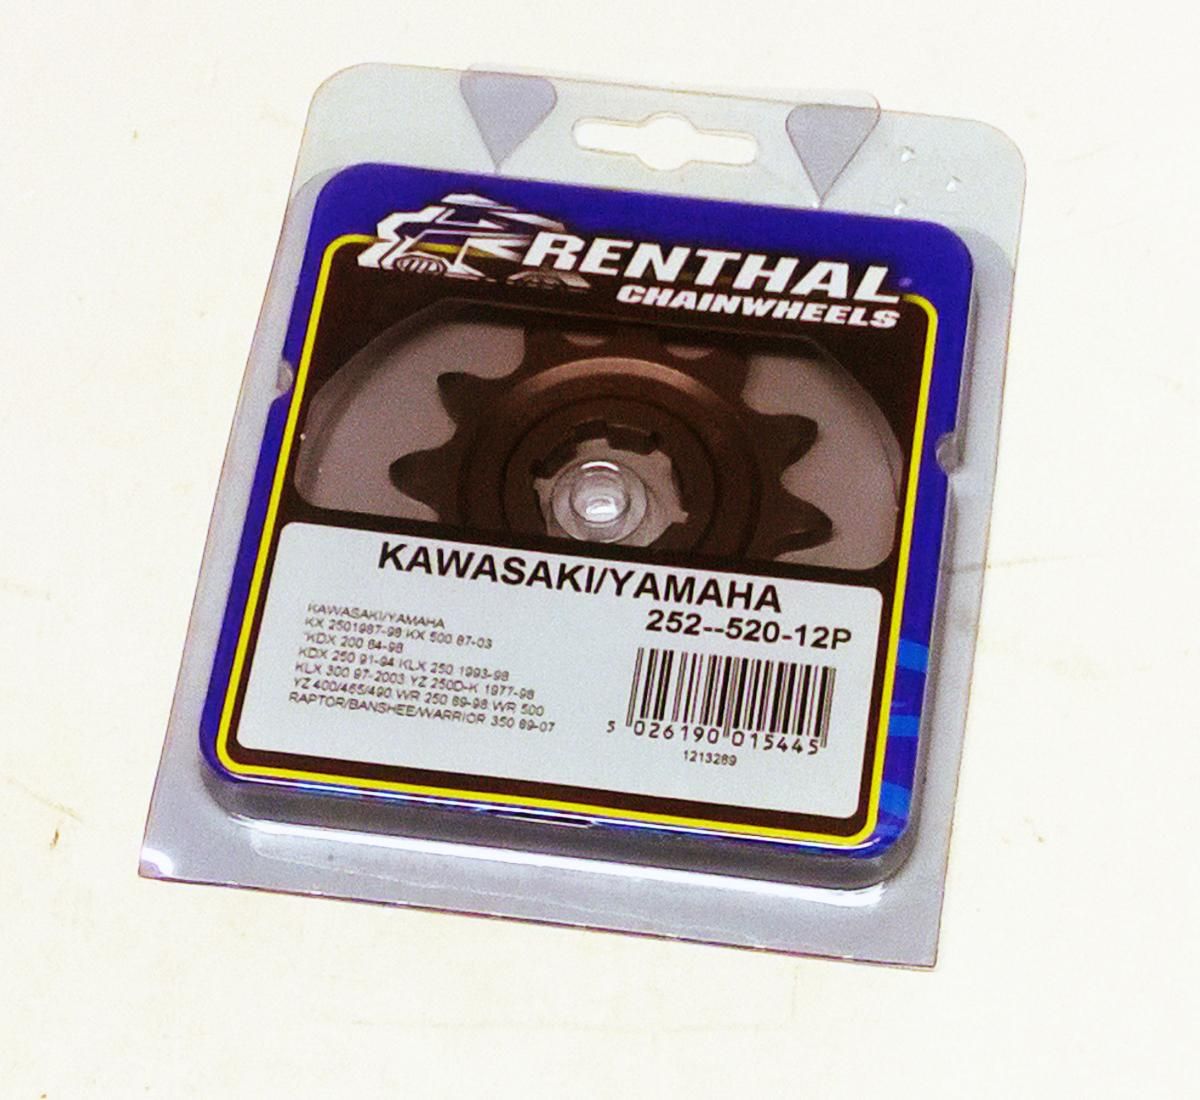 RENTHAL
CHAINWHEELS
KAWASAKI/YAMAHA
252--520-12P
KAWASAKI/YAMAHA
KX 2501987-98 KX 500 87-03
KDX 200 84-98
KDX 250 91-94 KLX 250 1993-98
KLX 300 97-2003 YZ 250D-K 1977-98
YZ 400/465/490 WR 250 89-98 WR 500
RAPTOR/BANSHEE/WARRIOR 350 89-07
5 026190 015445
1213289